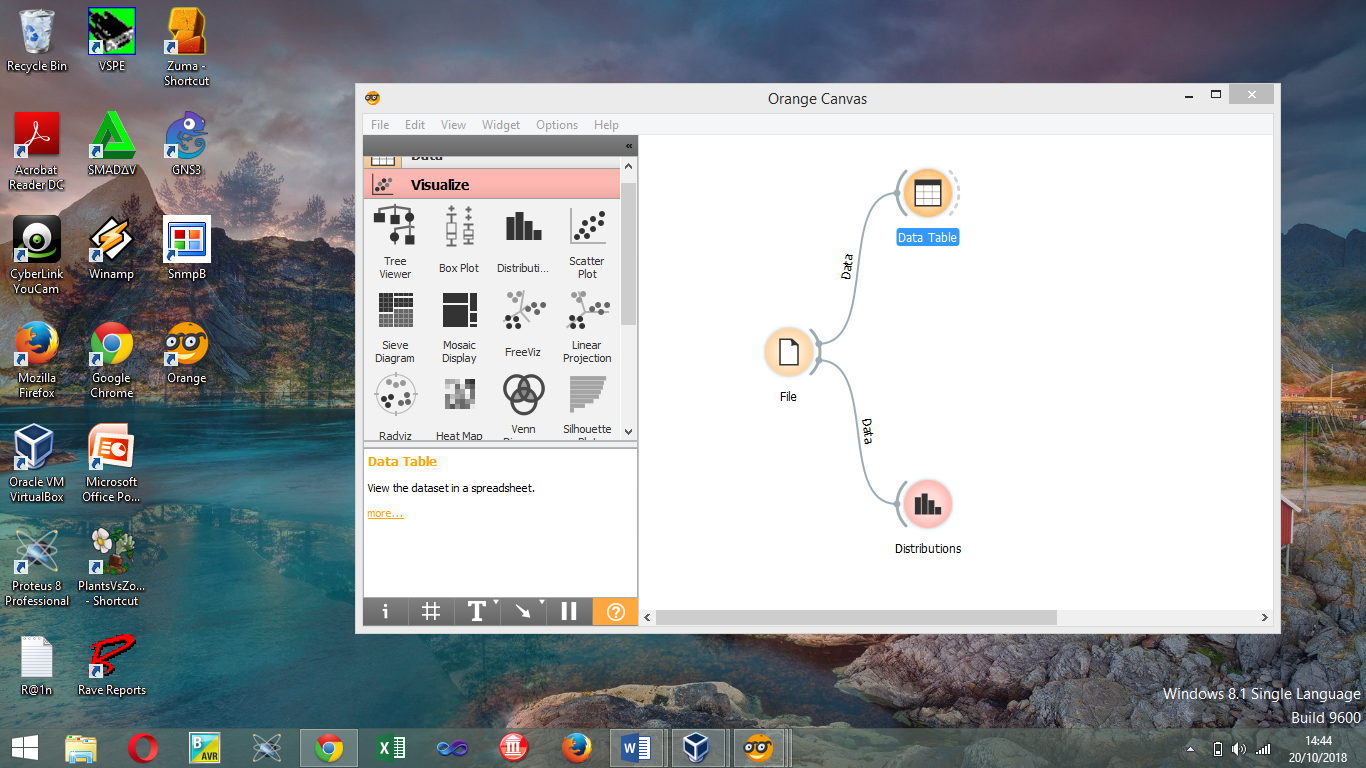 Recycle Bin
VSPE
Zuma -
Shortcut
Acrobat
Reader DC
SMADΔV
GNS3
CyberLink
YouCam
Winamp
SnmpB
Mozilla
Firefox
Google
Chrome
Orange
Oracle VM
VirtualBox
Microsoft
Office Po...
Proteus 8
Professional
PlantsVsZo...
- Shortcut
R@1n
Rave Reports
Orange Canvas
File Edit View Widget Options Help
Data
Visualize
Tree
Viewer
Box Plot
Distributi...
Scatter
Plot
Sieve
Diagram
Mosaic
Display
FreeViz
Linear
Projection
Radviz
Heat Map
Venn
Silhouette
Data Table
View the dataset in a spreadsheet.
more...
Data Table
Data
File
Data
Distributions
Windows 8.1 Single Language
Build 9600
14:44
20/10/2018